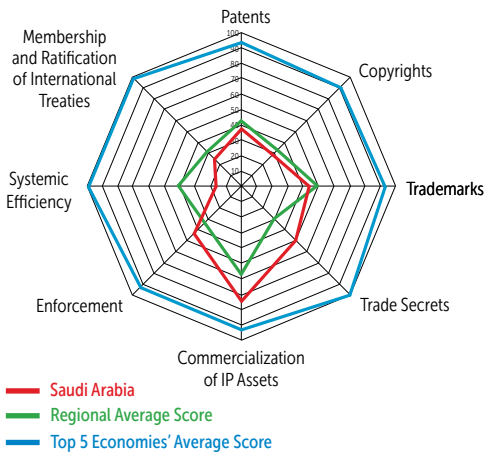 Patents
Membership
and Ratification
of International
Treaties
Copyrights
100
90
80
70
60
50
40
30
20
10
Systemic
Efficiency
Trademarks
Enforcement
Trade Secrets
Commercialization
of IP Assets
Saudi Arabia
Regional Average Score
Top 5 Economies' Average Score